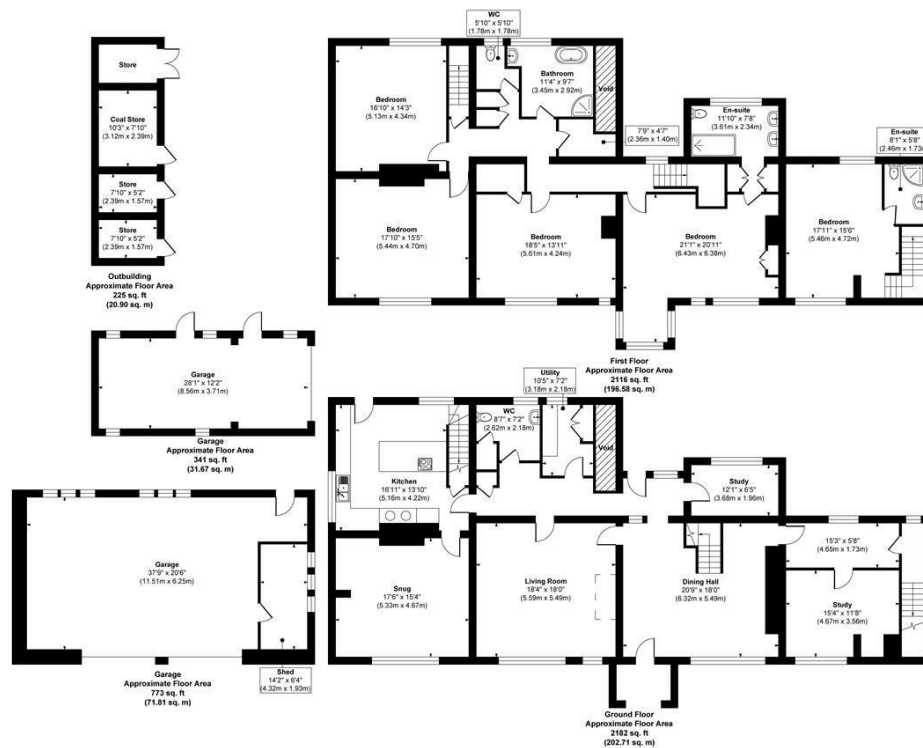 Store
Coal Store
10'3" x 7'10"
(3.12m x 2.39m)
Store
7'10" x 5'2"
(2.39m x 1.57m)
Store
7'10" x 5'2"
(2.39m x 1.57m)
Outbuilding
Approximate Floor Area
225 sq. ft
(20.90 sq. m)
Garage
28'1" x 12'2"
(8.56m x 3.71m)
Garage
Approximate Floor Area
341 sq. ft
(31.67 sq. m)
Garage
37'9" x 20'6"
(11.51m x 6.25m)
Shed
14'2" x 6'4"
(4.32m x 1.93m)
Garage
Approximate Floor Area
773 sq. ft
(71.81 sq. m)
WC
5'10" x 5'10"
(1.78m x 1.78m)
Bathroom
11'4" x 9'7"
(3.45m x 2.92m)
Void
Bedroom
16'10" x 14'3"
(5.13m x 4.34m)
7'9" x 4'7"
(2.36m x 1.40m)
En-suite
11'10" x 7'8"
(3.61m x 2.34m)
En-suite
8'1" x 5'8"
(2.46m x 1.73m
Bedroom
17'10" x 15'5"
(5.44m x 4.70m)
Bedroom
18'5" x 13'11"
(5.61m x 4.24m)
Bedroom
21'1" x 20'11"
(6.43m x 6.38m)
Bedroom
17'11" x 15'6"
(5.46m x 4.72m)
First Floor
Approximate Floor Area
2116 sq. ft
(196.58 sq. m)
Utility
10'5" x 7'2"
(3.18m x 2.18m)
WC
8'7" x 7'2"
(2.62m x 2.18m)
Void
Kitchen
16'11" x 13'10"
(5.16m x 4.22m)
Study
12'1" x 6'5"
(3.68m x 1.96m)
Snug
17'6" x 15'4"
(5.33m x 4.67m)
Living Room
18'4" x 18'0"
(5.59m x 5.49m)
Dining Hall
20'9" x 18'0"
(6.32m x 5.49m)
15'3" x 5'8"
(4.65m x 1.73m)
Study
15'4" x 11'8"
(4.67m x 3.56m)
Ground Floor
Approximate Floor Area
2182 sq. ft
(202.71 sq. m)